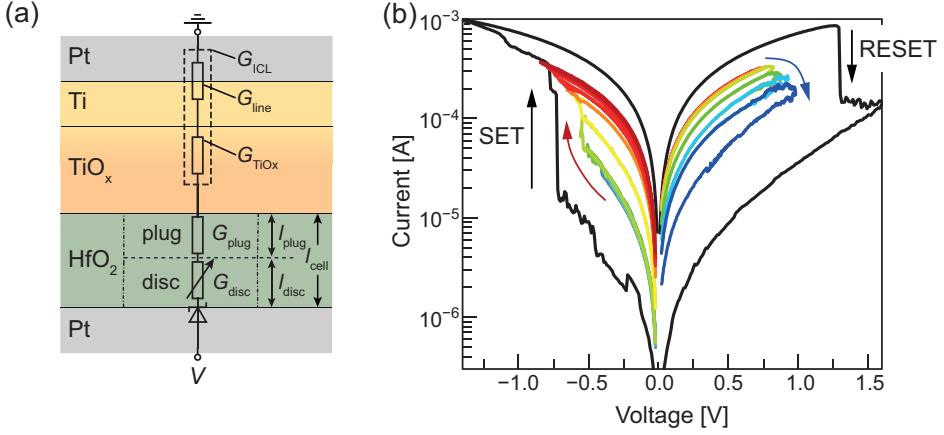 (a)
Pt
G_ICL
Ti
G_line
TiO_x
G_TiOx
HfO_2
plug
G_plug
l_plug
l_cell
disc
G_disc
l_disc
Pt
V
(b)
10^−3
10^−4
10^−5
10^−6
Current [A]
SET
RESET
−1.0
−0.5
0.0
0.5
1.0
1.5
Voltage [V]